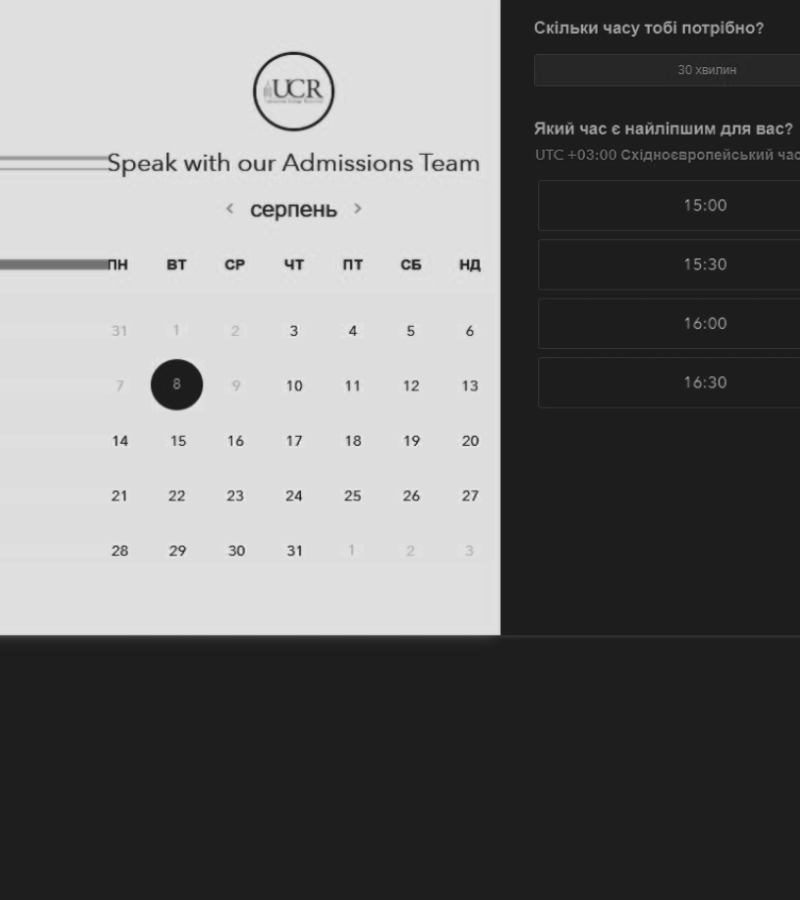 UCR
Speak with our Admissions Team
серпень
ПН ВТ СР ЧТ ПТ СБ НД
31 1 2 3 4 5 6
7 8 9 10 11 12 13
14 15 16 17 18 19 20
21 22 23 24 25 26 27
28 29 30 31 1 2 3
Скільки часу тобі потрібно?
30 хвилин
Який час є найліпшим для вас?
UTC +03:00 Східноєвропейський час
15:00
15:30
16:00
16:30